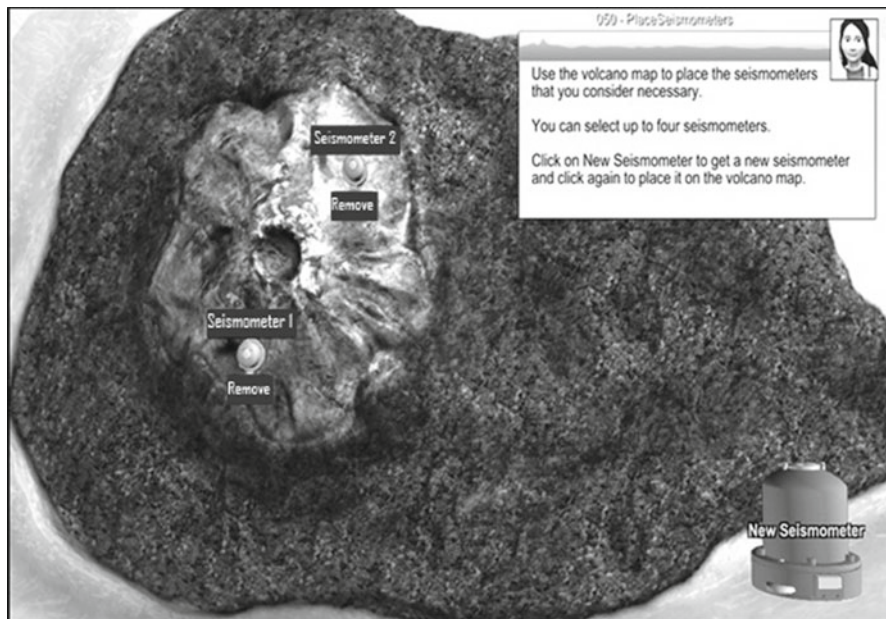 050 - PlaceSeismometers
Use the volcano map to place the seismometers
that you consider necessary.
You can select up to four seismometers.
Click on New Seismometer to get a new seismometer
and click again to place it on the volcano map.
Seismometer 2
Remove
Seismometer 1
Remove
New Seismometer